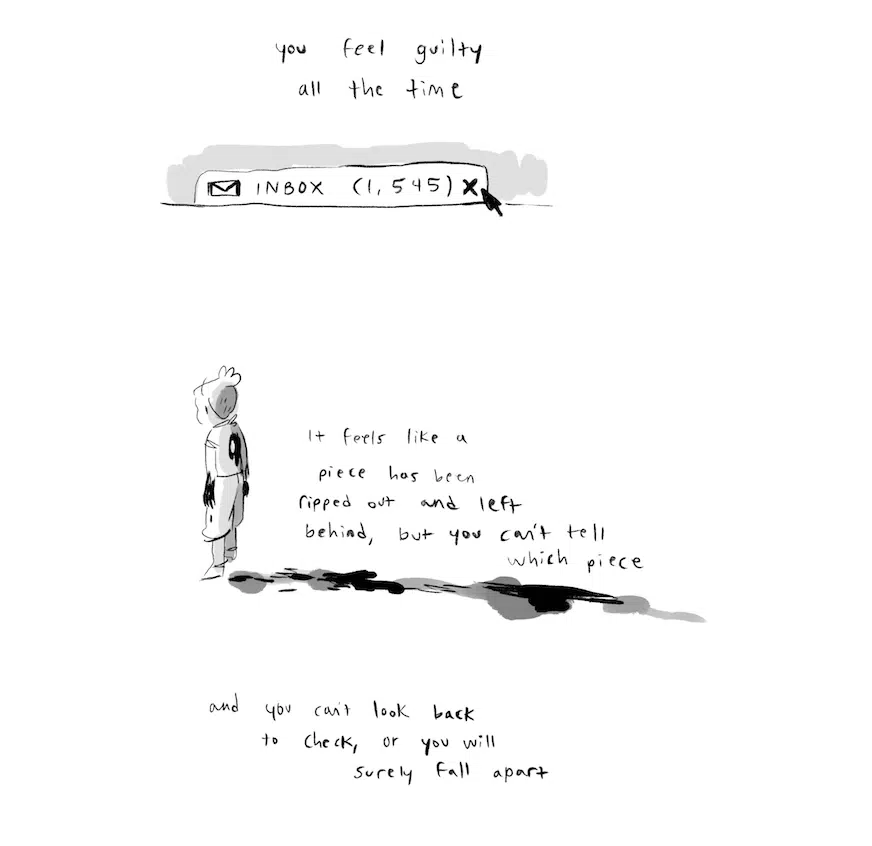 you feel guilty
all the time
INBOX (1,545) X
It feels like a
piece has been
ripped out and left
behind, but you can't tell
which piece
and you can't look back
to check, or you will
surely fall apart